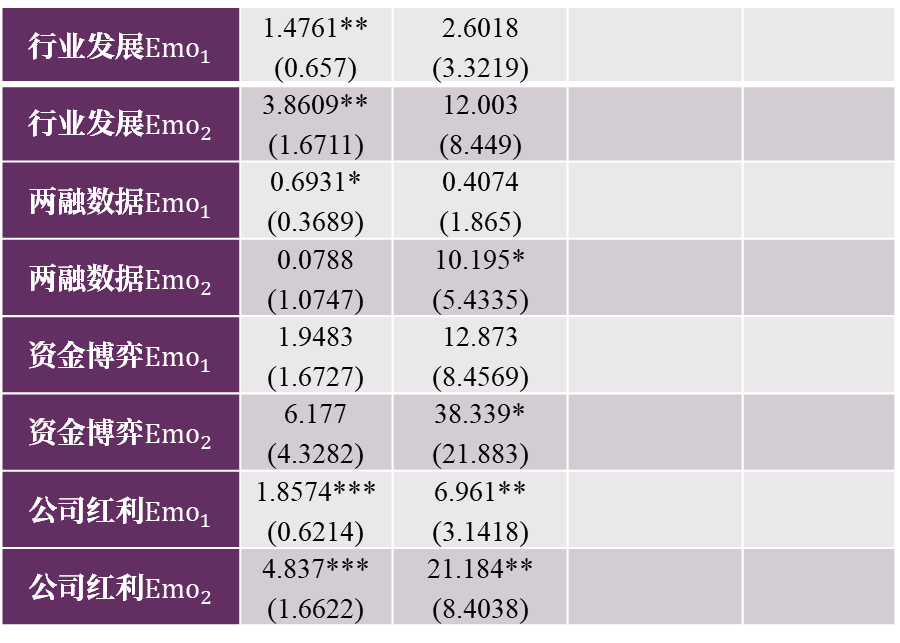 行业发展Emo₁ 1.4761** 2.6018
(0.657) (3.3219)
行业发展Emo₂ 3.8609** 12.003
(1.6711) (8.449)
两融数据Emo₁ 0.6931* 0.4074
(0.3689) (1.865)
两融数据Emo₂ 0.0788 10.195*
(1.0747) (5.4335)
资金博弈Emo₁ 1.9483 12.873
(1.6727) (8.4569)
资金博弈Emo₂ 6.177 38.339*
(4.3282) (21.883)
公司红利Emo₁ 1.8574*** 6.961**
(0.6214) (3.1418)
公司红利Emo₂ 4.837*** 21.184**
(1.6622) (8.4038)